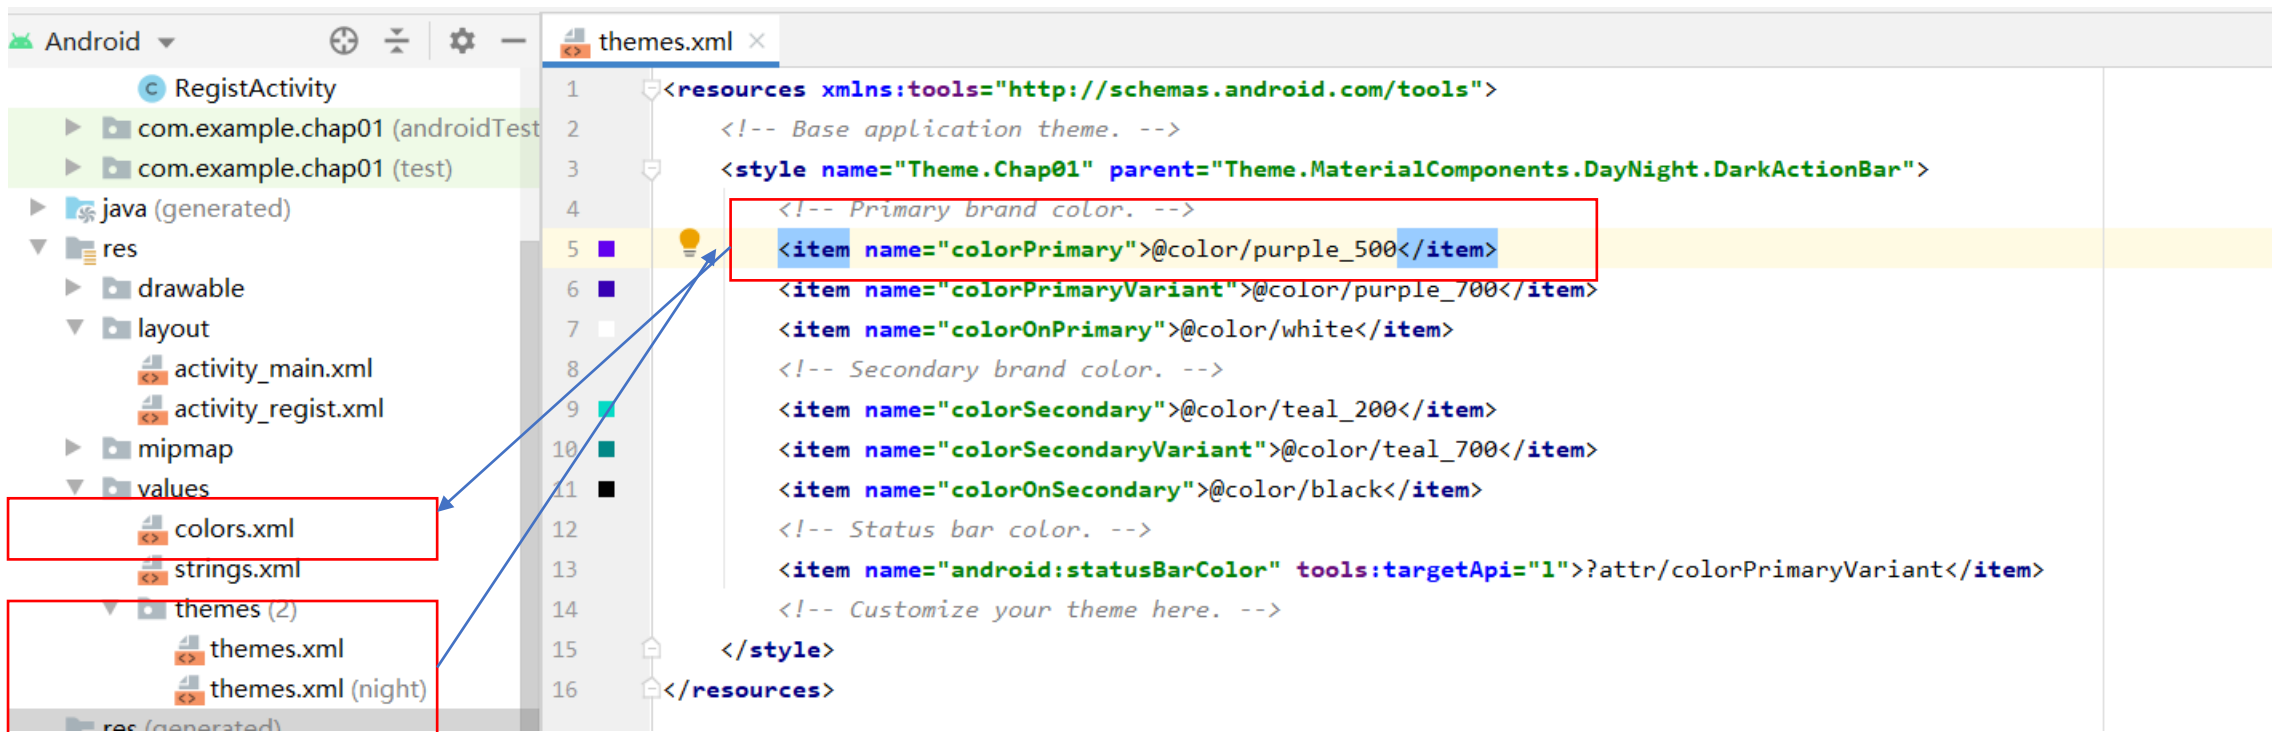 Android
themes.xml
RegistActivity
com.example.chap01 (androidTest
com.example.chap01 (test)
java (generated)
res
drawable
layout
activity_main.xml
activity_regist.xml
mipmap
values
colors.xml
strings.xml
themes (2)
themes.xml
themes.xml (night)
res (generated)
1 <resources xmlns:tools="http://schemas.android.com/tools">
2 <!-- Base application theme. -->
3 <style name="Theme.Chap01" parent="Theme.MaterialComponents.DayNight.DarkActionBar">
4 <!-- Primary brand color. -->
5 <item name="colorPrimary">@color/purple_500</item>
6 <item name="colorPrimaryVariant">@color/purple_700</item>
7 <item name="colorOnPrimary">@color/white</item>
8 <!-- Secondary brand color. -->
9 <item name="colorSecondary">@color/teal_200</item>
10 <item name="colorSecondaryVariant">@color/teal_700</item>
11 <item name="colorOnSecondary">@color/black</item>
12 <!-- Status bar color. -->
13 <item name="android:statusBarColor" tools:targetApi="l">?attr/colorPrimaryVariant</item>
14 <!-- Customize your theme here. -->
15 </style>
16 </resources>